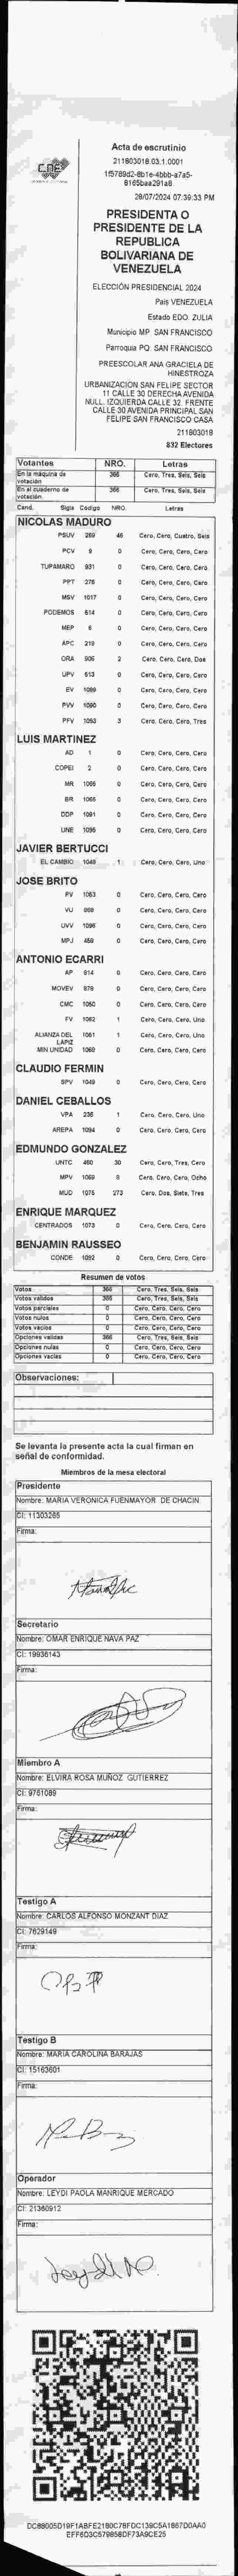 CNE
Acta de escrutinio
211803018.03.1.0001
1f5789d2-8b1e-4bbb-a7a5-
8165baa291a8
28/07/2024 07:39:33 PM
PRESIDENTA O
PRESIDENTE DE LA
REPUBLICA
BOLIVARIANA DE
VENEZUELA
ELECCIÓN PRESIDENCIAL 2024
País VENEZUELA
Estado EDO. ZULIA
Municipio MP. SAN FRANCISCO
Parroquia PQ. SAN FRANCISCO
PREESCOLAR ANA GRACIELA DE
HINESTROZA
URBANIZACIÓN SAN FELIPE SECTOR
11 CALLE 30 DERECHA AVENIDA
NULL. IZQUIERDA CALLE 32. FRENTE
CALLE 30 AVENIDA PRINCIPAL SAN
FELIPE SAN FRANCISCO CASA
211803018
832 Electores
Votantes NRO. Letras
En la máquina de votación 366 Cero, Tres, Seis, Seis
En el cuaderno de votación 366 Cero, Tres, Seis, Seis
Cand. Sigla Codigo NRO. Letras
NICOLAS MADURO
PSUV 269 46 Cero, Cero, Cuatro, Seis
PCV 9 0 Cero, Cero, Cero, Cero
TUPAMARO 931 0 Cero, Cero, Cero, Cero
PPT 276 0 Cero, Cero, Cero, Cero
MSV 1017 0 Cero, Cero, Cero, Cero
PODEMOS 514 0 Cero, Cero, Cero, Cero
MEP 6 0 Cero, Cero, Cero, Cero
APC 219 0 Cero, Cero, Cero, Cero
ORA 906 2 Cero, Cero, Cero, Dos
UPV 513 0 Cero, Cero, Cero, Cero
EV 1089 0 Cero, Cero, Cero, Cero
PVV 1090 0 Cero, Cero, Cero, Cero
PFV 1093 3 Cero, Cero, Cero, Tres
LUIS MARTINEZ
AD 1 0 Cero, Cero, Cero, Cero
COPEI 2 0 Cero, Cero, Cero, Cero
MR 1065 0 Cero, Cero, Cero, Cero
BR 1066 0 Cero, Cero, Cero, Cero
DDP 1091 0 Cero, Cero, Cero, Cero
UNE 1095 0 Cero, Cero, Cero, Cero
JAVIER BERTUCCI
EL CAMBIO 1048 1 Cero, Cero, Cero, Uno
JOSE BRITO
PV 1053 0 Cero, Cero, Cero, Cero
VU 0 Cero, Cero, Cero, Cero
UVV 1096 0 Cero, Cero, Cero, Cero
MPJ 458 0 Cero, Cero, Cero, Cero
ANTONIO ECARRI
AP 814 0 Cero, Cero, Cero, Cero
MOVEV 878 0 Cero, Cero, Cero, Cero
CMC 1050 0 Cero, Cero, Cero, Cero
FV 1062 1 Cero, Cero, Cero, Uno
ALIANZA DEL LAPIZ 1061 1 Cero, Cero, Cero, Uno
MIN UNIDAD 1068 0 Cero, Cero, Cero, Cero
CLAUDIO FERMIN
SPV 1049 0 Cero, Cero, Cero, Cero
DANIEL CEBALLOS
VPA 236 1 Cero, Cero, Cero, Uno
AREPA 1094 0 Cero, Cero, Cero, Cero
EDMUNDO GONZALEZ
UNTC 460 30 Cero, Cero, Tres, Cero
MPV 1069 8 Cero, Cero, Cero, Ocho
MUD 1075 273 Cero, Dos, Siete, Tres
ENRIQUE MARQUEZ
CENTRADOS 1073 0 Cero, Cero, Cero, Cero
BENJAMIN RAUSSEO
CONDE 1092 0 Cero, Cero, Cero, Cero
Resumen de votos
Votos 366 Cero, Tres, Seis, Seis
Votos validos 366 Cero, Tres, Seis, Seis
Votos parciales 0 Cero, Cero, Cero, Cero
Votos nulos 0 Cero, Cero, Cero, Cero
Votos vacios 0 Cero, Cero, Cero, Cero
Opciones validas 366 Cero, Tres, Seis, Seis
Opciones nulas 0 Cero, Cero, Cero, Cero
Opciones vacias 0 Cero, Cero, Cero, Cero
Observaciones:
Se levanta la presente acta la cual firman en
señal de conformidad.
Miembros de la mesa electoral
Presidente
Nombre: MARIA VERONICA FUENMAYOR DE CHACIN
CI: 11303265
Firma:
Secretario
Nombre: OMAR ENRIQUE NAVA PAZ
CI: 19936143
Firma:
Miembro A
Nombre: ELVIRA ROSA MUÑOZ GUTIERREZ
CI: 9761089
Firma:
Testigo A
Nombre: CARLOS ALFONSO MONZANT DIAZ
CI: 7629149
Firma:
Testigo B
Nombre: MARIA CAROLINA BARAJAS
CI: 15163601
Firma:
Operador
Nombre: LEYDI PAOLA MANRIQUE MERCADO
CI: 21360912
Firma:
DC88005D19F1ABFE21B0C78FDC139C5A1867D0AA0
EFF6D3C579858DF73A9CE25